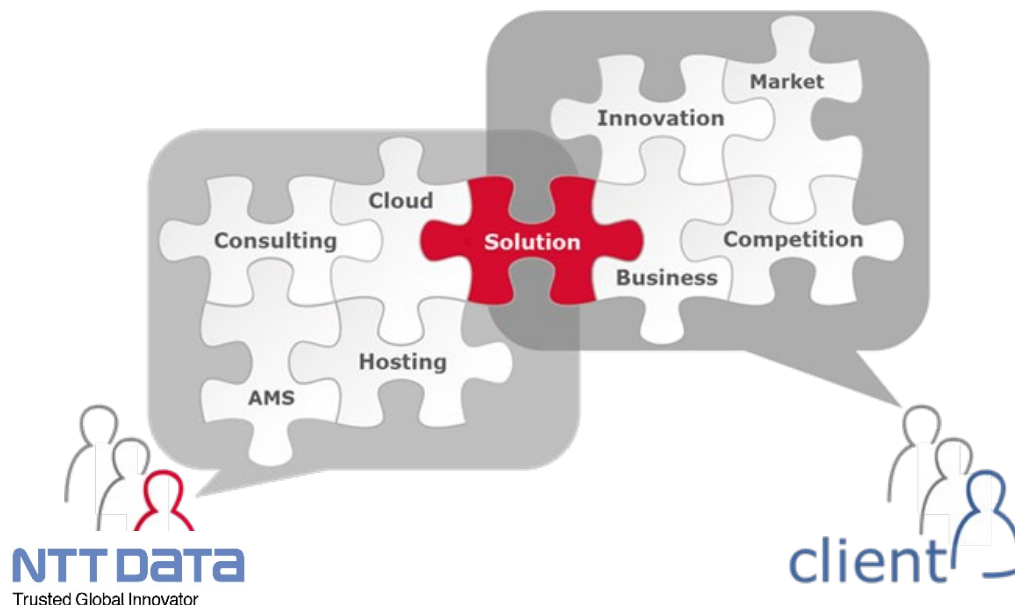 Market
Innovation
Cloud
Consulting
Solution
Competition
Business
Hosting
AMS
NTT DATA
Trusted Global Innovator
client